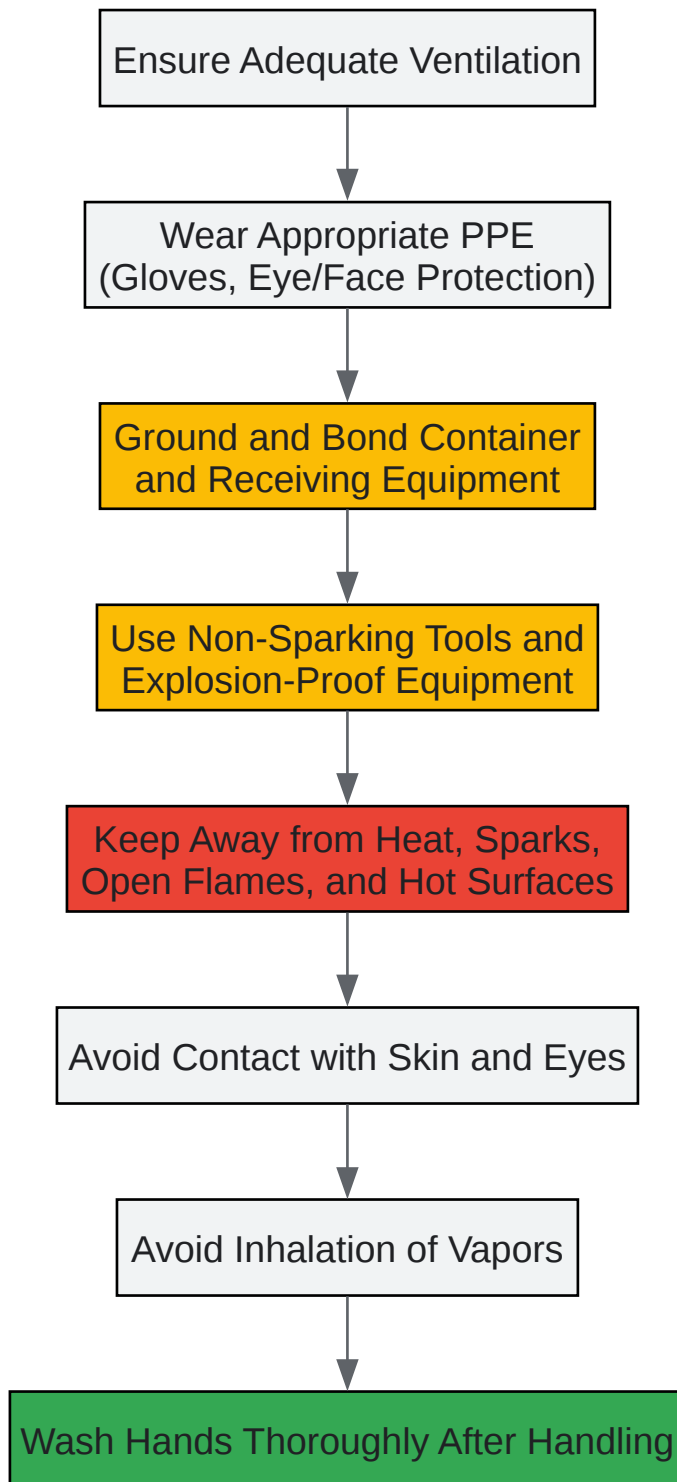 Ensure Adequate Ventilation
Wear Appropriate PPE
(Gloves, Eye/Face Protection)
Ground and Bond Container
and Receiving Equipment
Use Non-Sparking Tools and
Explosion-Proof Equipment
Keep Away from Heat, Sparks,
Open Flames, and Hot Surfaces
Avoid Contact with Skin and Eyes
Avoid Inhalation of Vapors
Wash Hands Thoroughly After Handling